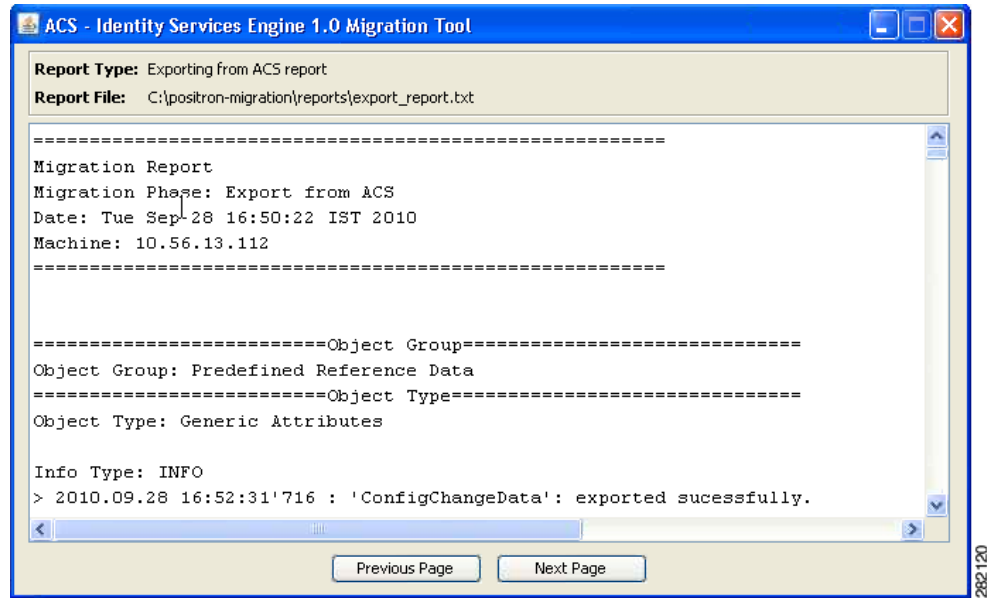 ACS - Identity Services Engine 1.0 Migration Tool
Report Type: Exporting from ACS report
Report File: C:\positron-migration\reports\export_report.txt
========================================================
Migration Report
Migration Phase: Export from ACS
Date: Tue Sep 28 16:50:22 IST 2010
Machine: 10.56.13.112
========================================================
==========================Object Group==============================
Object Group: Predefined Reference Data
==========================Object Type===============================
Object Type: Generic Attributes
Info Type: INFO
> 2010.09.28 16:52:31'716 : 'ConfigChangeData': exported sucessfully.
Previous Page
Next Page
282120